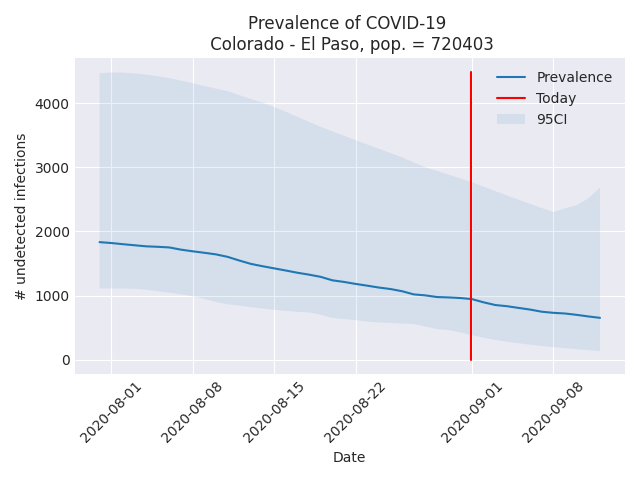 Prevalence of COVID-19
Colorado - El Paso, pop. = 720403
Prevalence
Today
95CI
# undetected infections
4000
3000
2000
1000
0
2020-08-01
2020-08-08
2020-08-15
2020-08-22
2020-09-01
2020-09-08
Date